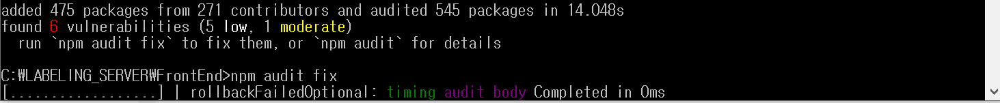 added 475 packages from 271 contributors and audited 545 packages in 14.048s
found 6 vulnerabilities (5 low, 1 moderate)
  run `npm audit fix` to fix them, or `npm audit` for details
C:₩LABELING_SERVER₩FrontEnd>npm audit fix
[..................] | rollbackFailedOptional: timing audit body Completed in 0ms